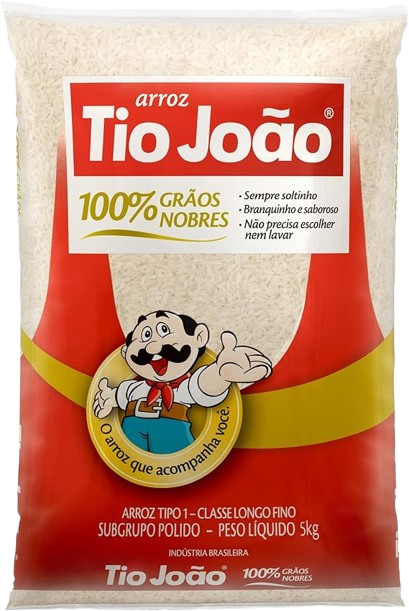 arroz
Tio João®
100% GRÃOS
NOBRES
• Sempre soltinho
• Branquinho e saboroso
• Não precisa escolher
nem lavar
O arroz que acompanha você.
ARROZ TIPO 1 – CLASSE LONGO FINO
SUBGRUPO POLIDO – PESO LÍQUIDO 5kg
INDÚSTRIA BRASILEIRA
Tio João® 100% GRÃOS
NOBRES